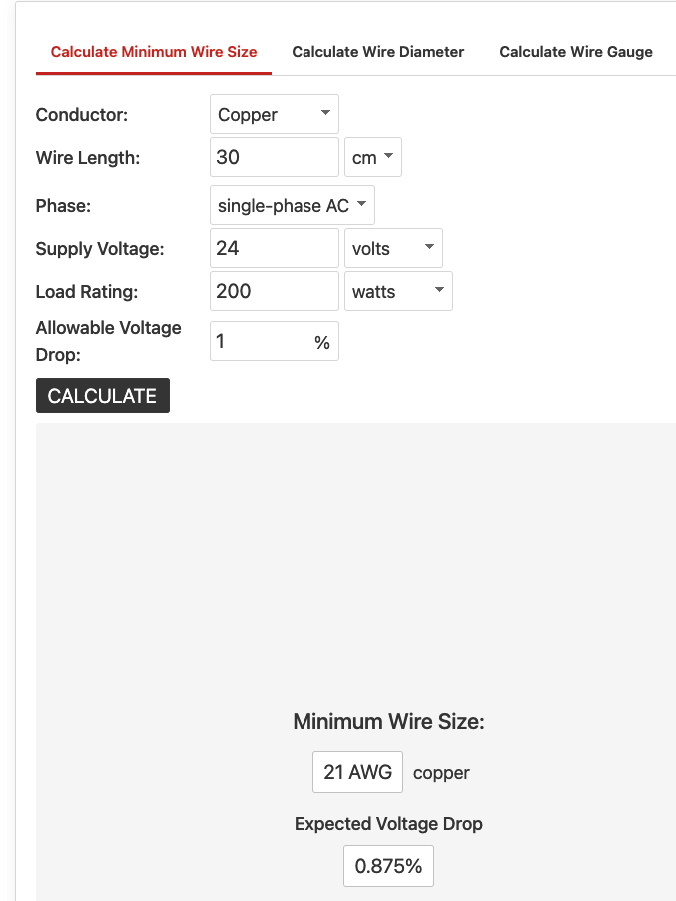 Calculate Minimum Wire Size Calculate Wire Diameter Calculate Wire Gauge
Conductor: Copper
Wire Length: 30 cm
Phase: single-phase AC
Supply Voltage: 24 volts
Load Rating: 200 watts
Allowable Voltage
Drop: 1 %
CALCULATE
Minimum Wire Size:
21 AWG copper
Expected Voltage Drop
0.875%